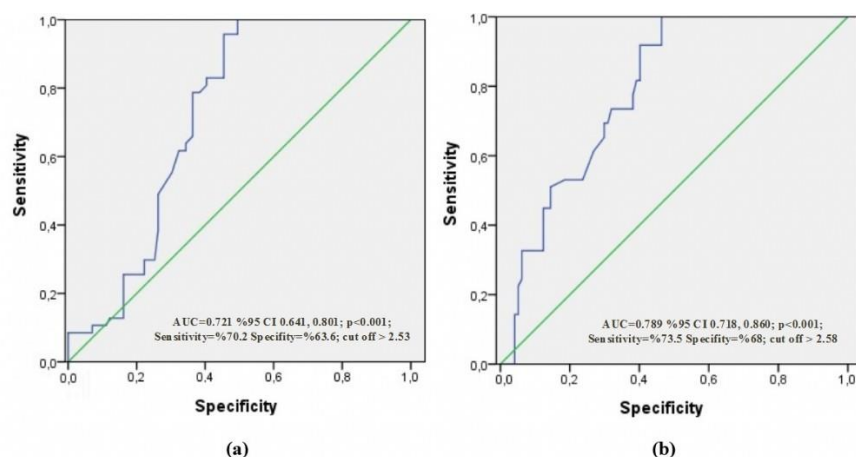 1,0
0,8
0,6
0,4
0,2
0,0
Sensitivity
AUC=0.721 %95 CI 0.641, 0.801; p<0.001;
Sensitivity=%70.2 Specifity=%63.6; cut off > 2.53
0,0 0,2 0,4 0,6 0,8 1,0
Specificity
(a)
1,0
0,8
0,6
0,4
0,2
0,0
Sensitivity
AUC=0.789 %95 CI 0.718, 0.860; p<0.001;
Sensitivity=%73.5 Specifity=%68; cut off > 2.58
0,0 0,2 0,4 0,6 0,8 1,0
Specificity
(b)